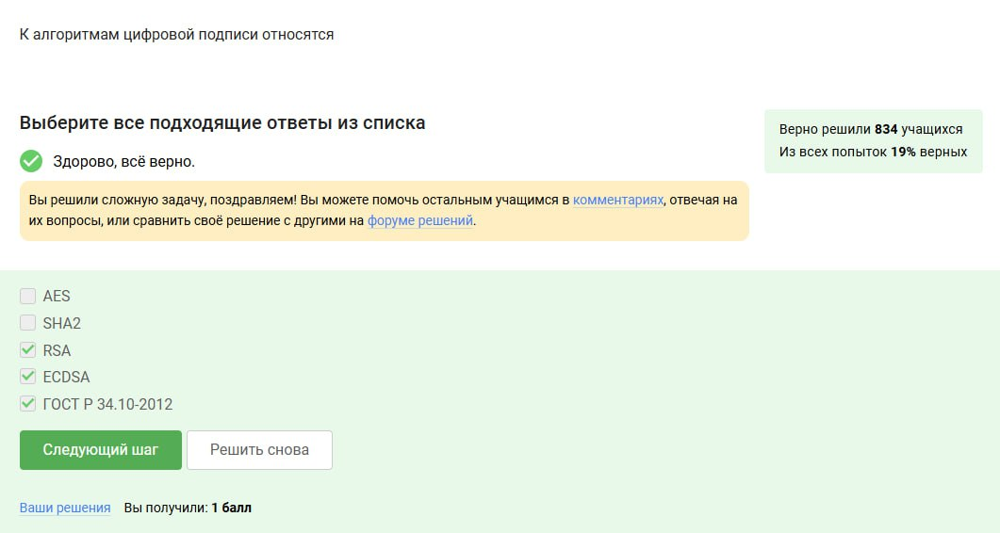 К алгоритмам цифровой подписи относятся
Выберите все подходящие ответы из списка
Верно решили 834 учащихся
Из всех попыток 19% верных
Здорово, всё верно.
Вы решили сложную задачу, поздравляем! Вы можете помочь остальным учащимся в комментариях, отвечая на
их вопросы, или сравнить своё решение с другими на форуме решений.
AES
SHA2
RSA
ECDSA
ГОСТ Р 34.10-2012
Следующий шаг
Решить снова
Ваши решения Вы получили: 1 балл